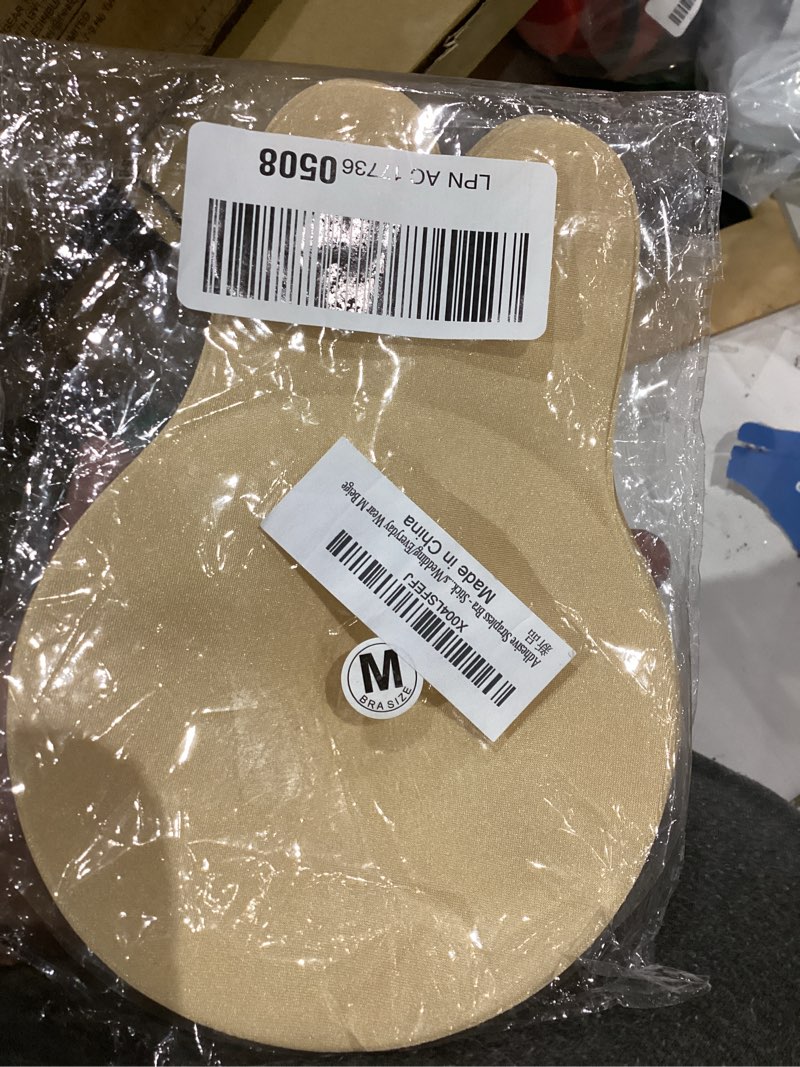 LPN AC 17736 0508
X004LSFEFJ
Adhesive Strapless Bra - Stick...s/Wedding/Everyday Wear M Beige
新品
Made in China
M
BRA SIZE